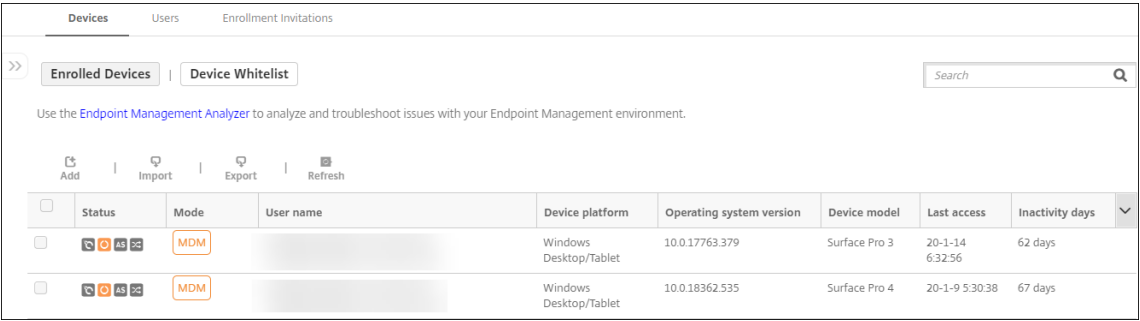 Devices Users Enrollment Invitations
Enrolled Devices | Device Whitelist Search
Use the Endpoint Management Analyzer to analyze and troubleshoot issues with your Endpoint Management environment.
Add | Import | Export | Refresh
Status Mode User name Device platform Operating system version Device model Last access Inactivity days
AS MDM Windows 10.0.17763.379 Surface Pro 3 20-1-14 62 days
Desktop/Tablet 6:32:56
AS MDM Windows 10.0.18362.535 Surface Pro 4 20-1-9 5:30:38 67 days
Desktop/Tablet